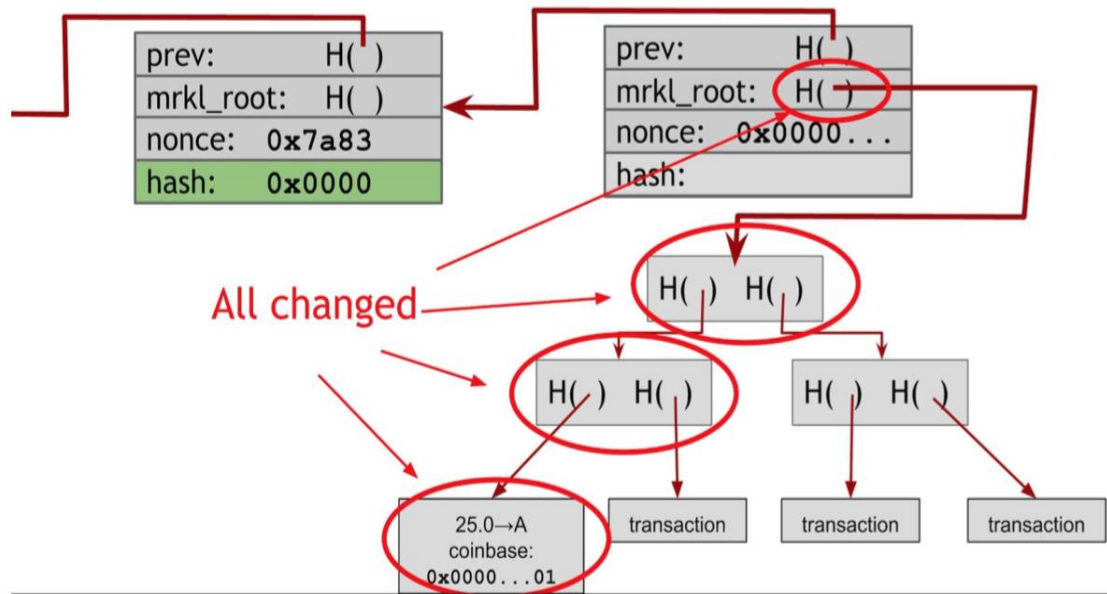 prev: H( )
mrkl_root: H( )
nonce: 0x7a83
hash: 0x0000
prev: H( )
mrkl_root: H( )
nonce: 0x0000...
hash:
All changed
H( ) H( )
H( ) H( )
H( ) H( )
25.0→A
coinbase:
0x0000...01
transaction
transaction
transaction